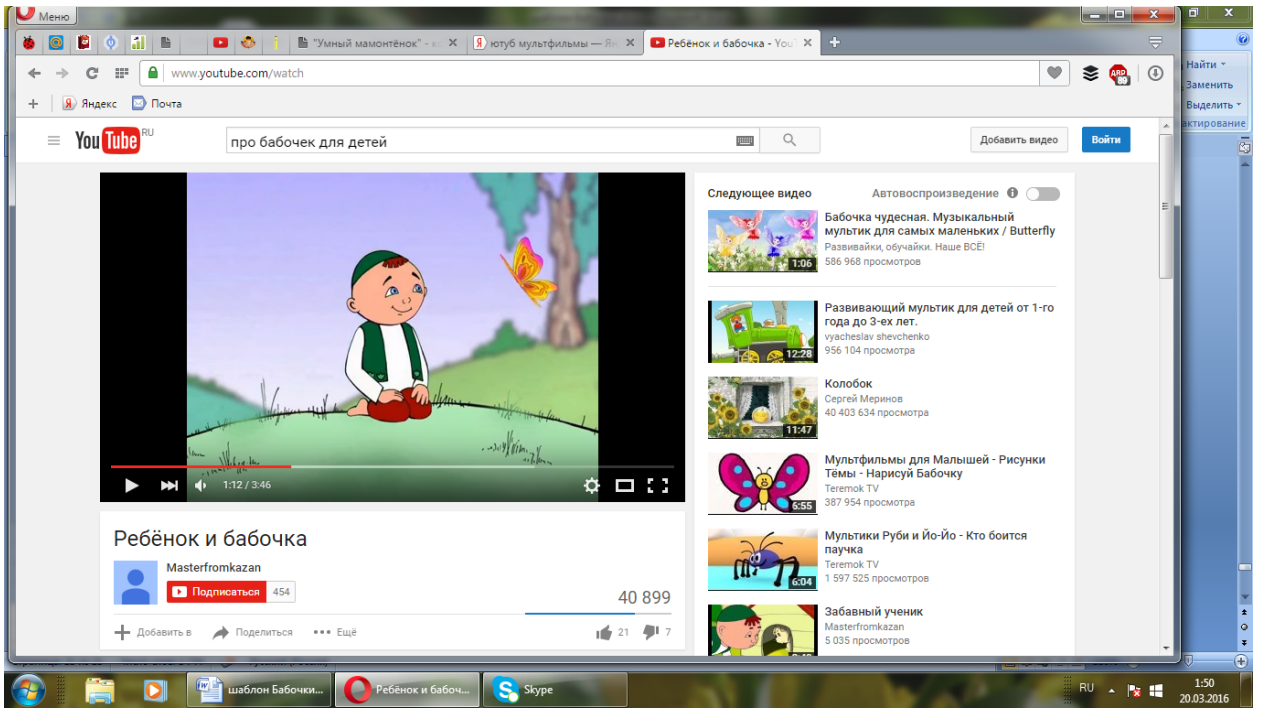 Меню
"Умный мамонтёнок" - ко
Я ютуб мультфильмы — Ян
Ребёнок и бабочка - YouT
www.youtube.com/watch
ABP
89
Я Яндекс
Почта
YouTube RU
про бабочек для детей
Добавить видео
Войти
1:12 / 3:46
Ребёнок и бабочка
Masterfromkazan
Подписаться 454
40 899
Добавить в
Поделиться
Ещё
21
7
Следующее видео
Автовоспроизведение
1:06
Бабочка чудесная. Музыкальный
мультик для самых маленьких / Butterfly
Развивайки, обучайки. Наше ВСЁ!
586 968 просмотров
12:28
Развивающий мультик для детей от 1-го
года до 3-ех лет.
vyacheslav shevchenko
956 104 просмотра
11:47
Колобок
Сергей Меринов
40 403 634 просмотра
6:55
Мультфильмы для Малышей - Рисунки
Тёмы - Нарисуй Бабочку
Teremok TV
387 954 просмотра
6:04
Мультики Руби и Йо-Йо - Кто боится
паучка
Teremok TV
1 597 525 просмотров
Забавный ученик
Masterfromkazan
5 035 просмотров
Найти
Заменить
Выделить
актирование
шаблон Бабочки...
Ребёнок и бабоч...
Skype
RU
1:50
20.03.2016